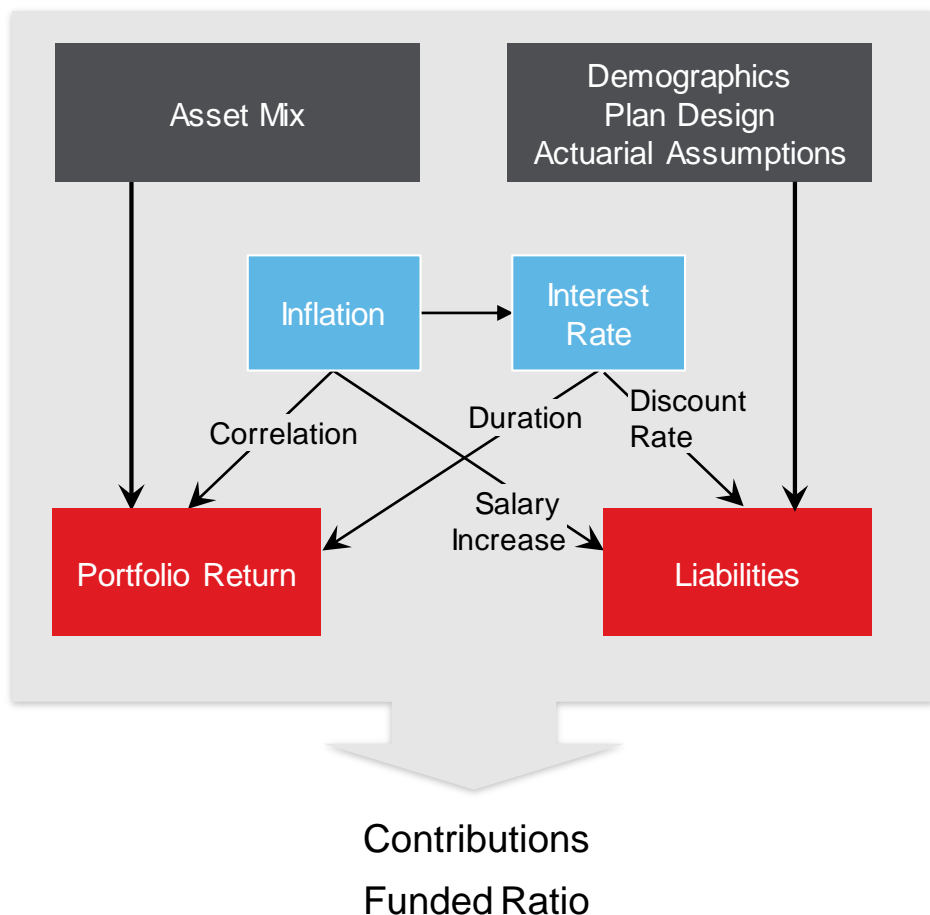 Asset Mix
Demographics
Plan Design
Actuarial Assumptions
Inflation
Interest
Rate
Correlation
Duration
Discount
Rate
Salary
Increase
Portfolio Return
Liabilities
Contributions
Funded Ratio